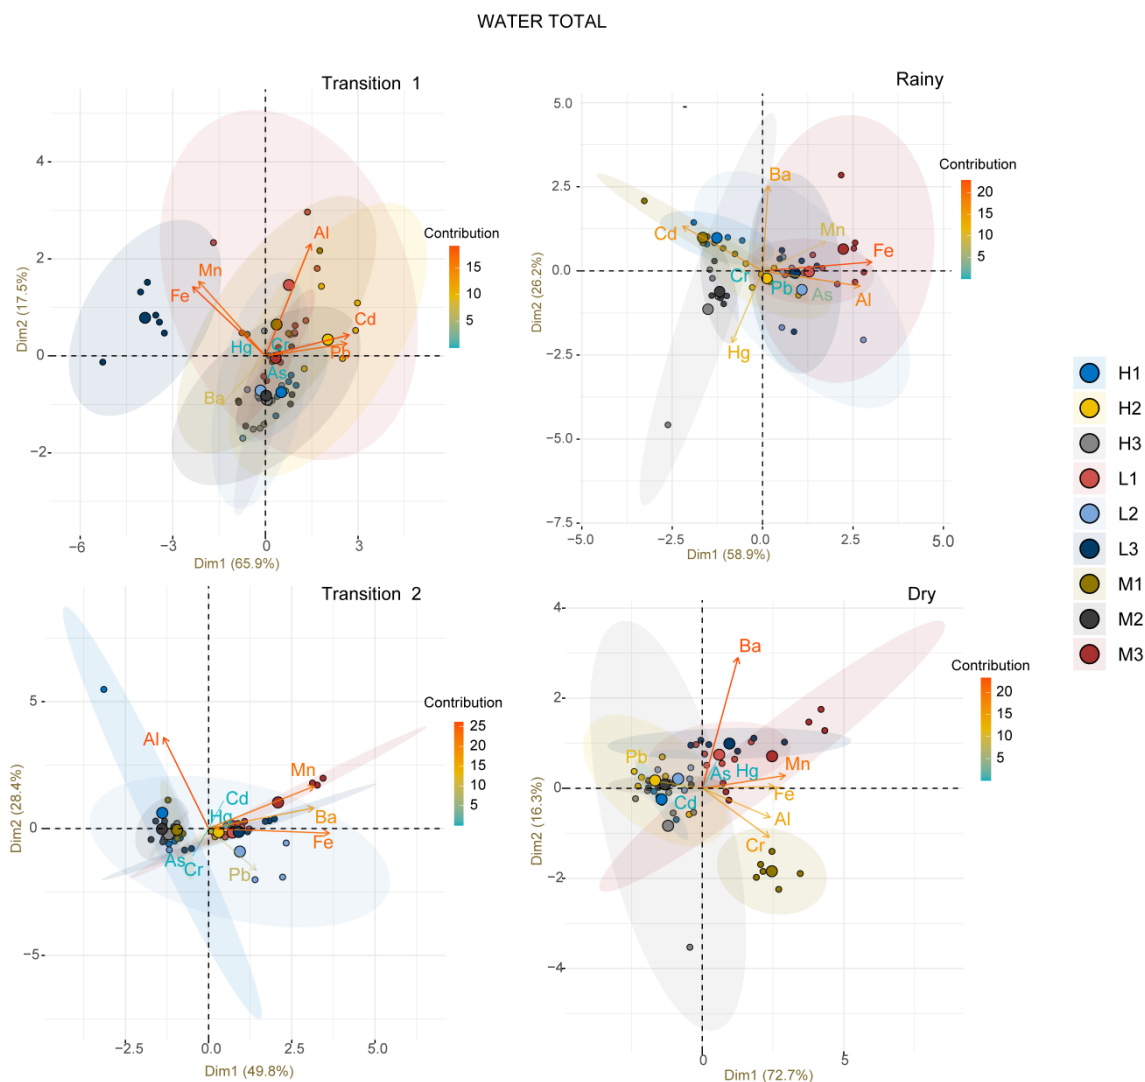 WATER TOTAL
Transition 1
4
2
0
−2
−6
−3
0
3
Dim1 (65.9%)
Dim2 (17.5%)
Al
Mn
Fe
Cd
Hg
Cr
Pb
As
Ba
Contribution
15
10
5
Rainy
5.0
2.5
0.0
−2.5
−5.0
−7.5
−5.0
−2.5
0.0
2.5
5.0
Dim1 (58.9%)
Dim2 (26.2%)
Ba
Cd
Mn
Fe
Cr
Pb
As
Al
Hg
Contribution
20
15
10
5
Transition 2
5
0
−5
−2.5
0.0
2.5
5.0
Dim1 (49.8%)
Dim2 (28.4%)
Al
Mn
Cd
Hg
Ba
Fe
As
Cr
Pb
Contribution
25
20
15
10
5
Dry
4
2
0
−2
−4
0
5
Dim1 (72.7%)
Dim2 (16.3%)
Ba
Pb
As
Hg
Mn
Fe
Cd
Al
Cr
Contribution
20
15
10
5
H1
H2
H3
L1
L2
L3
M1
M2
M3